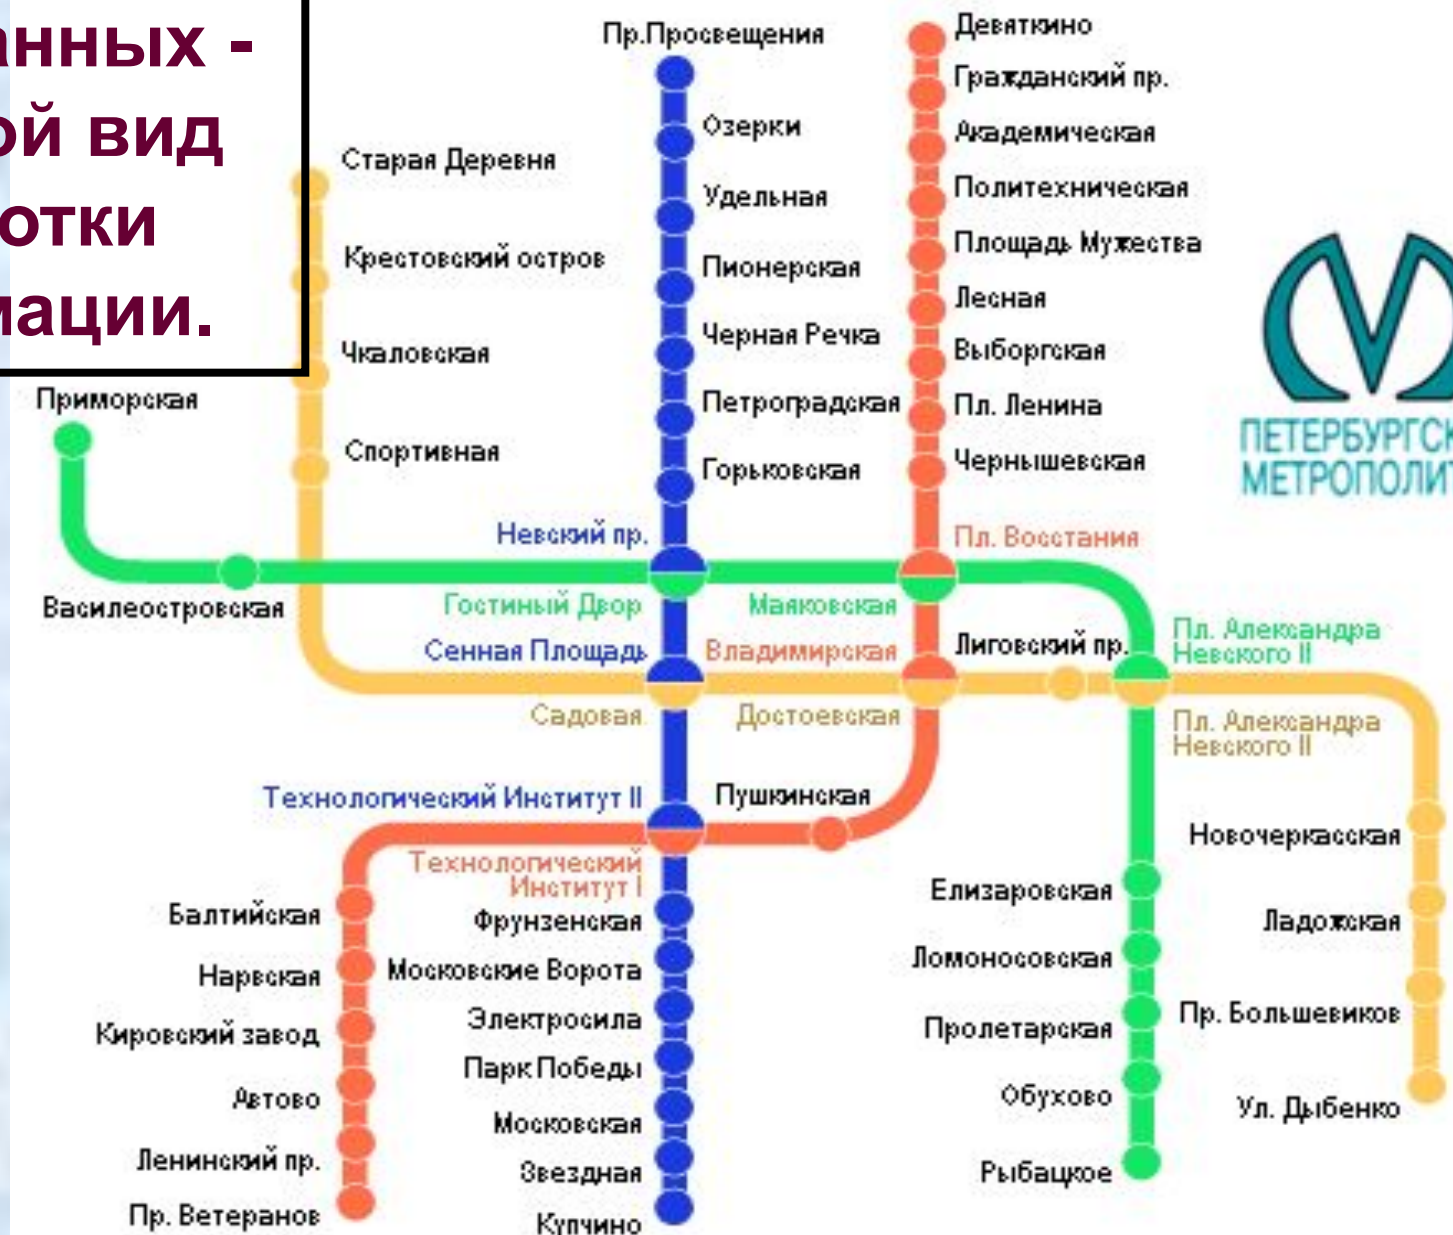 анных -
ой вид
отки
мации.
Пр.Просвещения
Озерки
Удельная
Пионерская
Черная Речка
Петроградская
Горьковская
Невский пр.
Гостиный Двор
Сенная Площадь
Садовая
Технологический Институт II
Технологический
Институт I
Фрунзенская
Московские Ворота
Электросила
Парк Победы
Московская
Звездная
Купчино
Девяткино
Гражданский пр.
Академическая
Политехническая
Площадь Мужества
Лесная
Выборгская
Пл. Ленина
Чернышевская
Пл. Восстания
Маяковская
Владимирская
Достоевская
Пушкинская
Балтийская
Нарвская
Кировский завод
Автово
Ленинский пр.
Пр. Ветеранов
Старая Деревня
Крестовский остров
Чкаловская
Спортивная
Приморская
Василеостровская
Лиговский пр.
Пл. Александра
Невского II
Пл. Александра
Невского II
Новочеркасская
Ладожская
Пр. Большевиков
Ул. Дыбенко
Елизаровская
Ломоносовская
Пролетарская
Обухово
Рыбацкое
ПЕТЕРБУРГСК
МЕТРОПОЛИТ